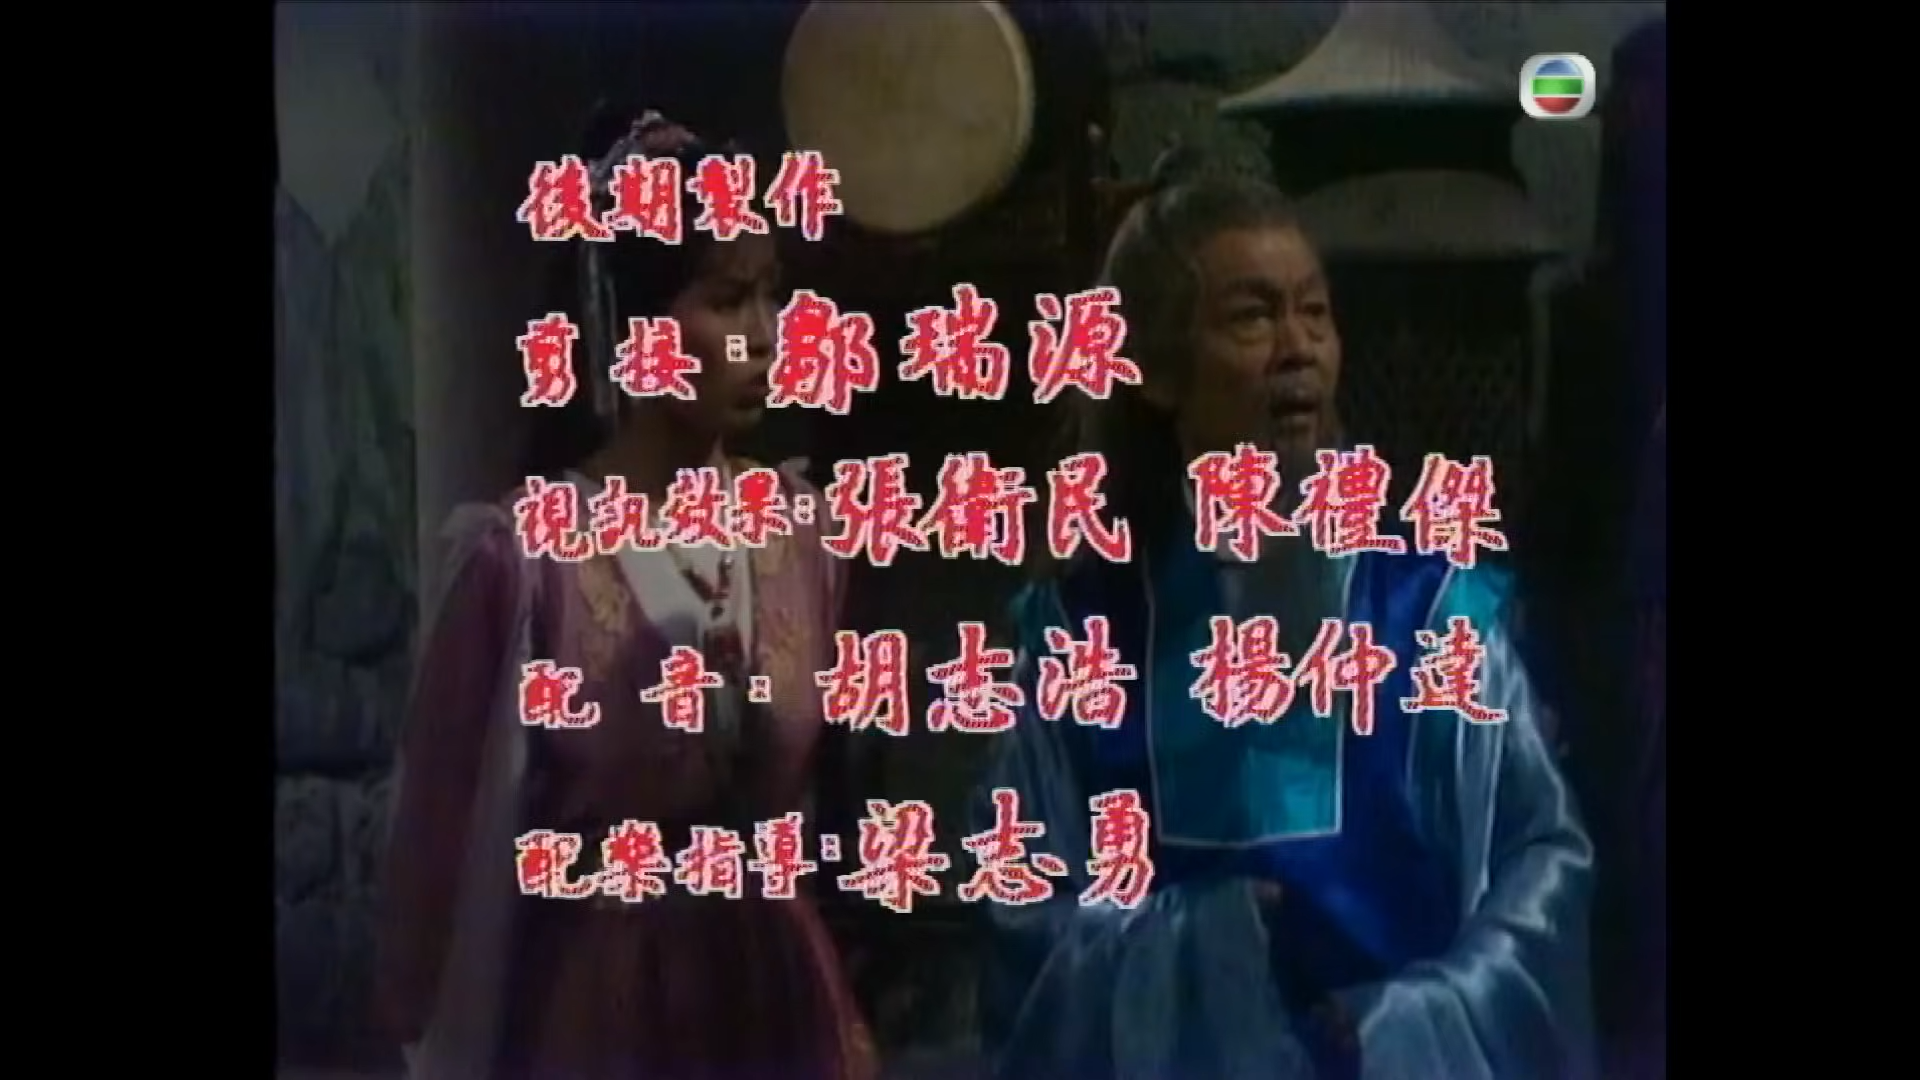 後期製作
剪接：鄒瑞源
視訊效果：張衛民 陳禮傑
配音：胡志浩 楊仲達
配樂指導：梁志勇